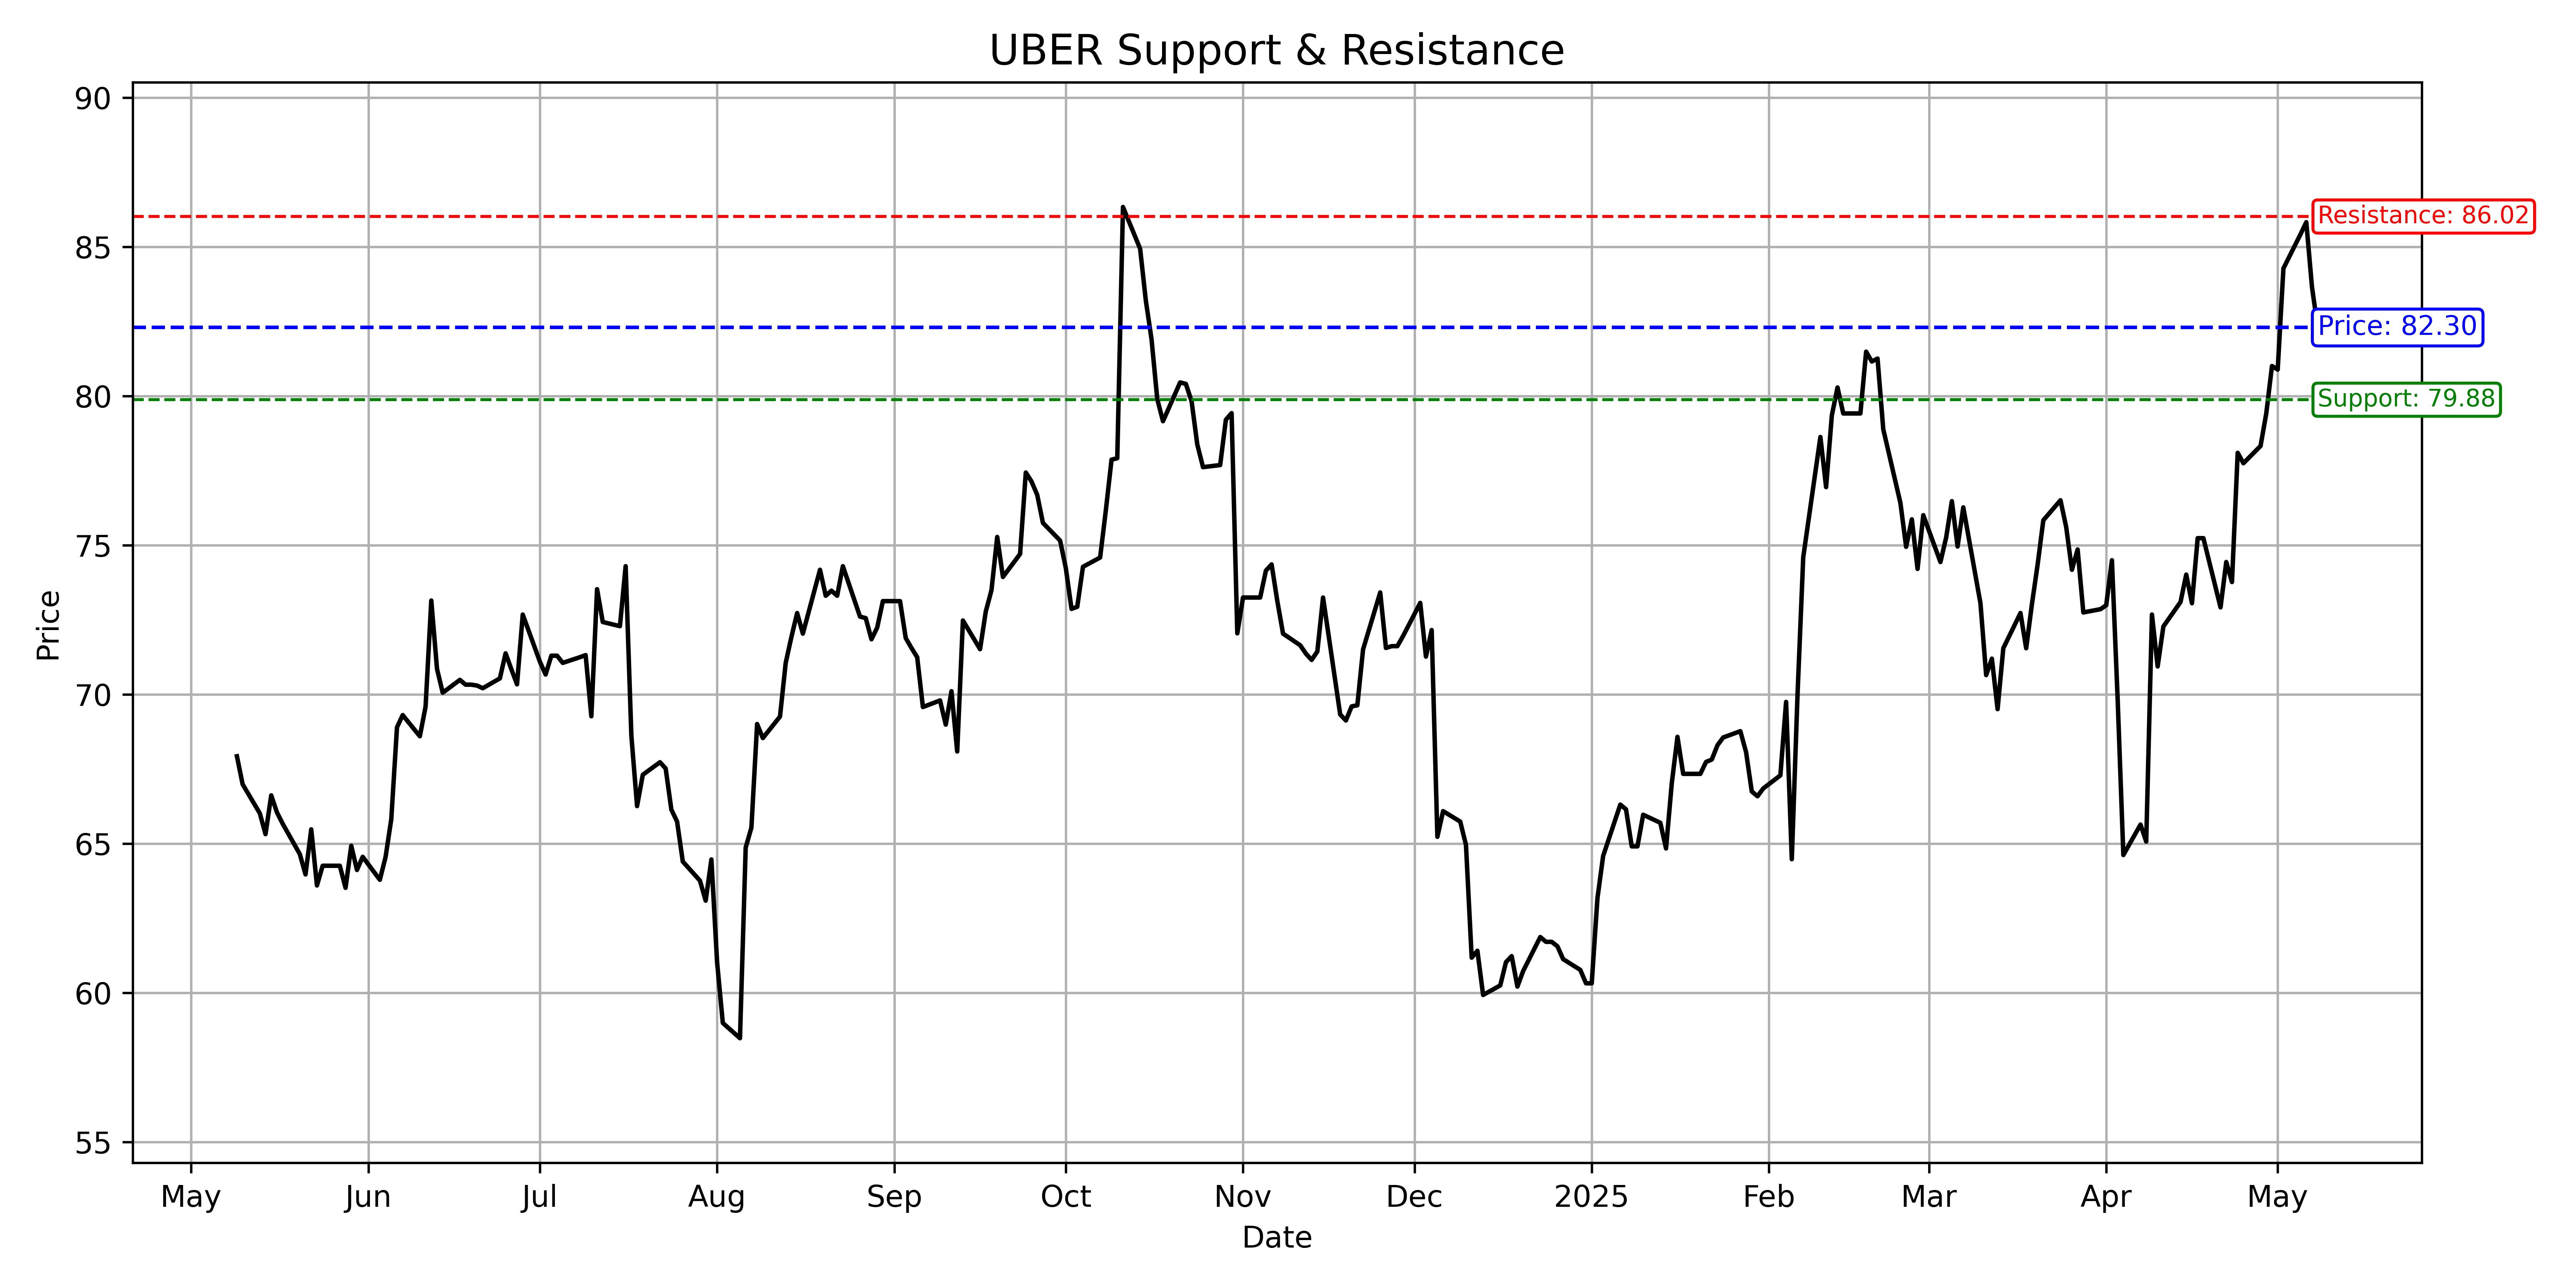 UBER Support & Resistance
90
85
80
75
70
65
60
55
Price
Resistance: 86.02
Price: 82.30
Support: 79.88
May Jun Jul Aug Sep Oct Nov Dec 2025 Feb Mar Apr May
Date